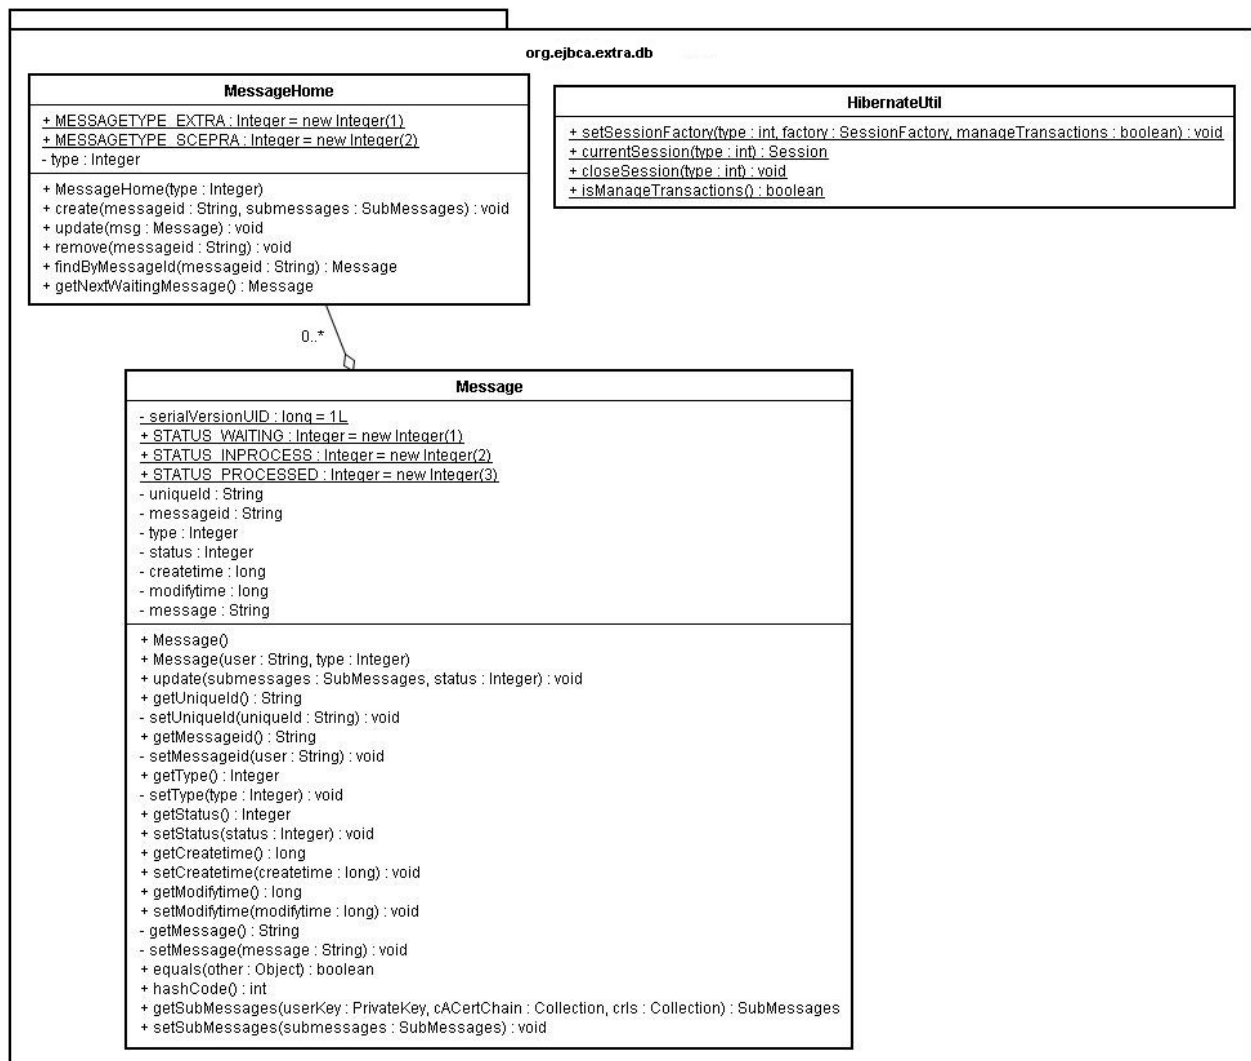 org.ejbca.extra.db
MessageHome
+ MESSAGETYPE_EXTRA : Integer = new Integer(1)
+ MESSAGETYPE_SCEPRA : Integer = new Integer(2)
- type : Integer
+ MessageHome(type : Integer)
+ create(messageid : String, submessages : SubMessages) : void
+ update(msg : Message) : void
+ remove(messageid : String) : void
+ findByMessageId(messageid : String) : Message
+ getNextWaitingMessage() : Message
HibernateUtil
+ setSessionFactory(type : int, factory : SessionFactory, manageTransactions : boolean) : void
+ currentSession(type : int) : Session
+ closeSession(type : int) : void
+ isManageTransactions() : boolean
0..*
Message
- serialVersionUID : long = 1L
+ STATUS_WAITING : Integer = new Integer(1)
+ STATUS_INPROCESS : Integer = new Integer(2)
+ STATUS_PROCESSED : Integer = new Integer(3)
- uniqueId : String
- messageid : String
- type : Integer
- status : Integer
- createtime : long
- modifytime : long
- message : String
+ Message()
+ Message(user : String, type : Integer)
+ update(submessages : SubMessages, status : Integer) : void
+ getUniqueId() : String
- setUniqueId(uniqueId : String) : void
+ getMessageid() : String
- setMessageid(user : String) : void
+ getType() : Integer
- setType(type : Integer) : void
+ getStatus() : Integer
+ setStatus(status : Integer) : void
+ getCreatetime() : long
+ setCreatetime(createtime : long) : void
+ getModifytime() : long
+ setModifytime(modifytime : long) : void
- getMessage() : String
- setMessage(message : String) : void
+ equals(other : Object) : boolean
+ hashCode() : int
+ getSubMessages(userKey : PrivateKey, cACertChain : Collection, crls : Collection) : SubMessages
+ setSubMessages(submessages : SubMessages) : void